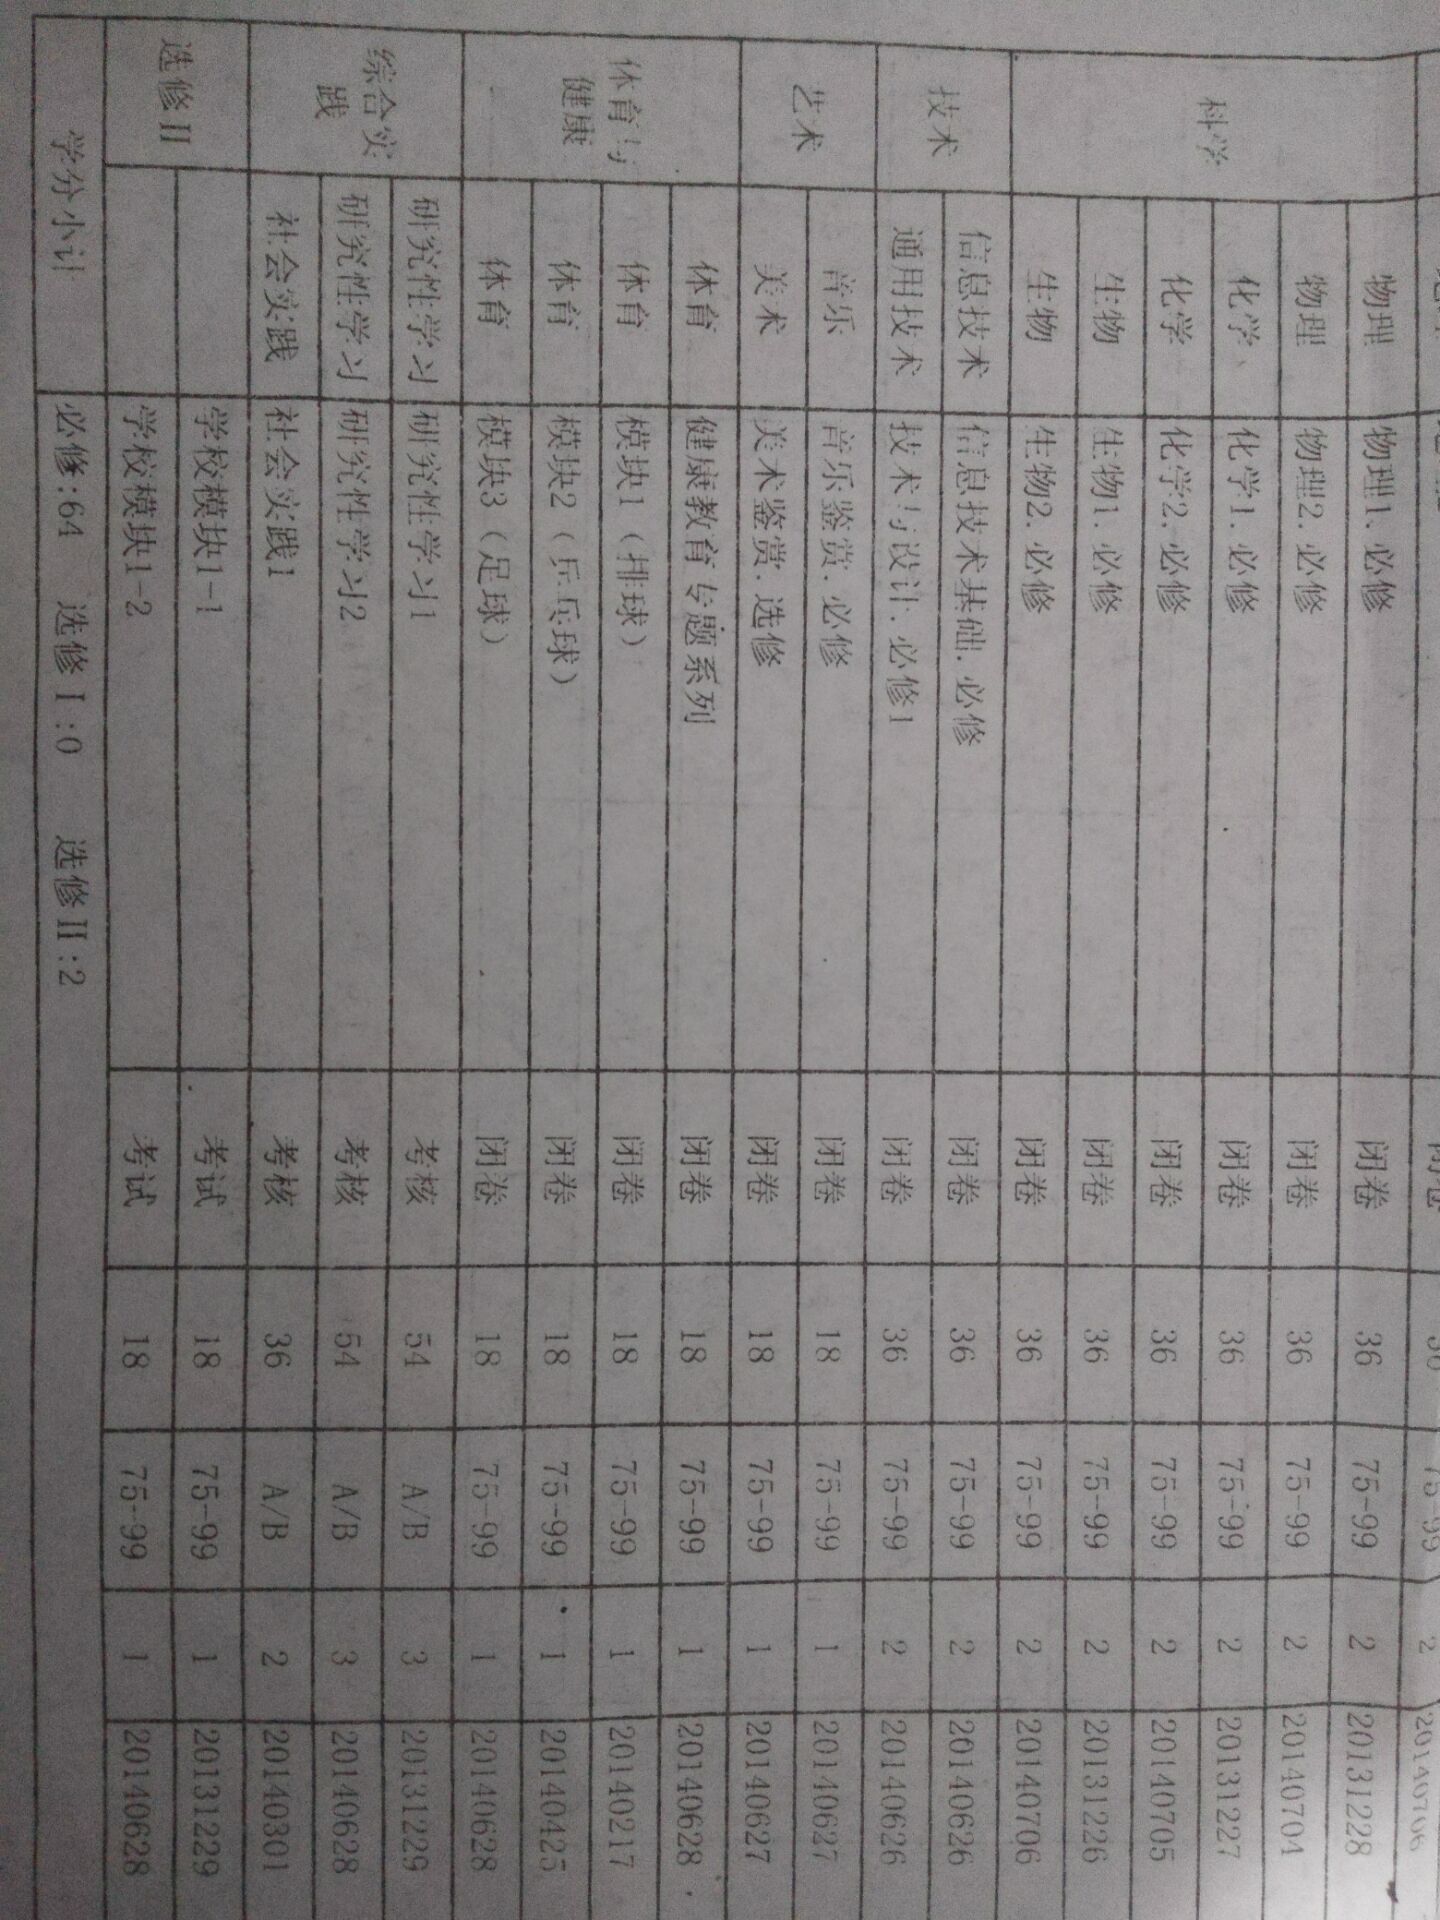 闭卷 75-99 2 20140706
科学 物理 物理1.必修 闭卷 36 75-99 2 20131228
物理 物理2.必修 闭卷 36 75-99 2 20140704
化学 化学1.必修 闭卷 36 75-99 2 20131227
化学 化学2.必修 闭卷 36 75-99 2 20140705
生物 生物1.必修 闭卷 36 75-99 2 20131226
生物 生物2.必修 闭卷 36 75-99 2 20140706
技术 信息技术 信息技术基础.必修 闭卷 36 75-99 2 20140626
通用技术 技术与设计.必修1 闭卷 36 75-99 2 20140626
艺术 音乐 音乐鉴赏.必修 闭卷 18 75-99 1 20140627
美术 美术鉴赏.选修 闭卷 18 75-99 1 20140627
体育与健康 体育 健康教育专题系列 闭卷 18 75-99 1 20140628
体育 模块1（排球） 闭卷 18 75-99 1 20140217
体育 模块2（乒乓球） 闭卷 18 75-99 1 20140425
体育 模块3（足球） 闭卷 18 75-99 1 20140628
综合实践 研究性学习 研究性学习1 考核 54 A/B 3 20131229
研究性学习 研究性学习2 考核 54 A/B 3 20140628
社会实践 社会实践1 考核 36 A/B 2 20140301
选修II 学校模块1-1 考试 18 75-99 1 20131229
学校模块1-2 考试 18 75-99 1 20140628
学分小计 必修:64 选修I:0 选修II:2